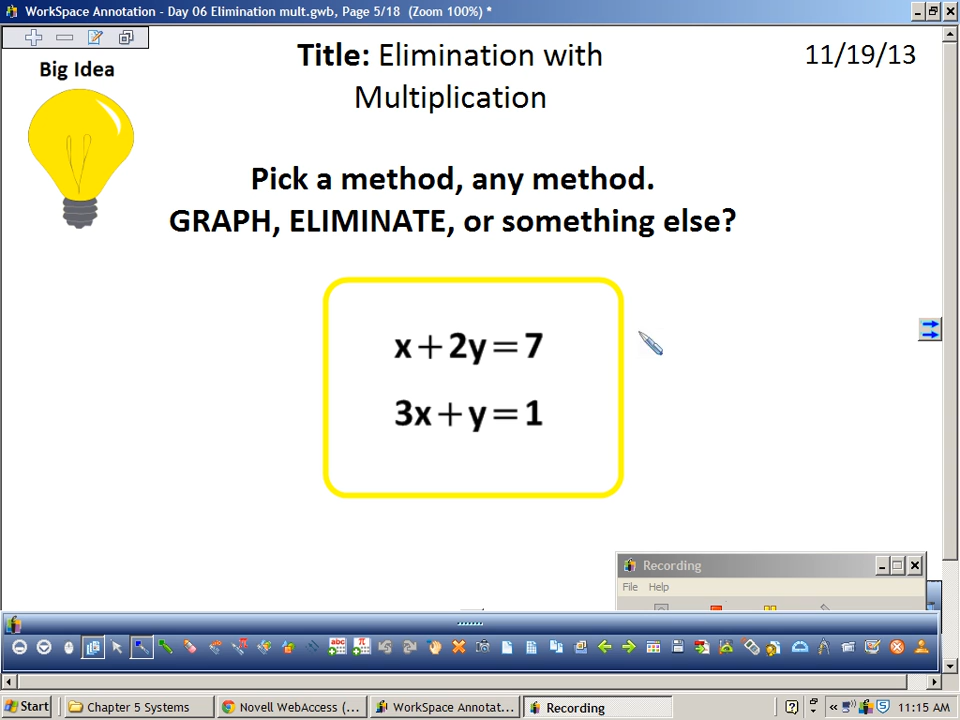 WorkSpace Annotation - Day 06 Elimination mult.gwb, Page 5/18 (Zoom 100%) *
Big Idea
Title: Elimination with
Multiplication
11/19/13
Pick a method, any method.
GRAPH, ELIMINATE, or something else?
x+2y=7
3x+y=1
Recording
File Help
abc
π
Start
Chapter 5 Systems
Novell WebAccess (...
WorkSpace Annotat...
Recording
11:15 AM